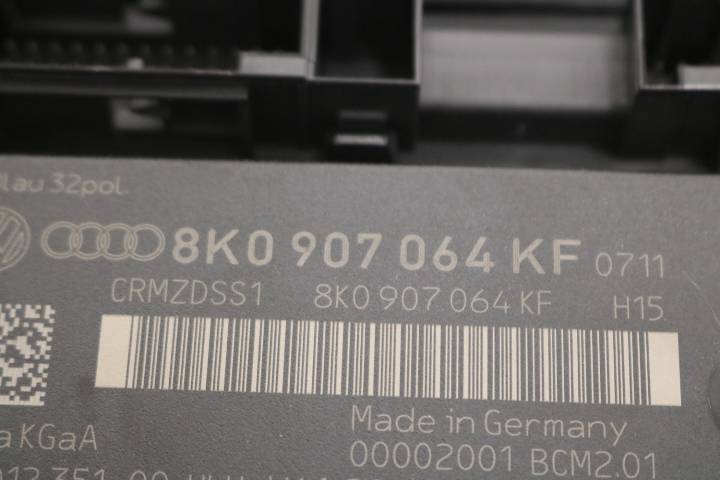 32pol.
8K0 907 064 KF 0711
CRMZDSS1 8K0 907 064 KF H15
KGaA
Made in Germany
00002001 BCM2.01